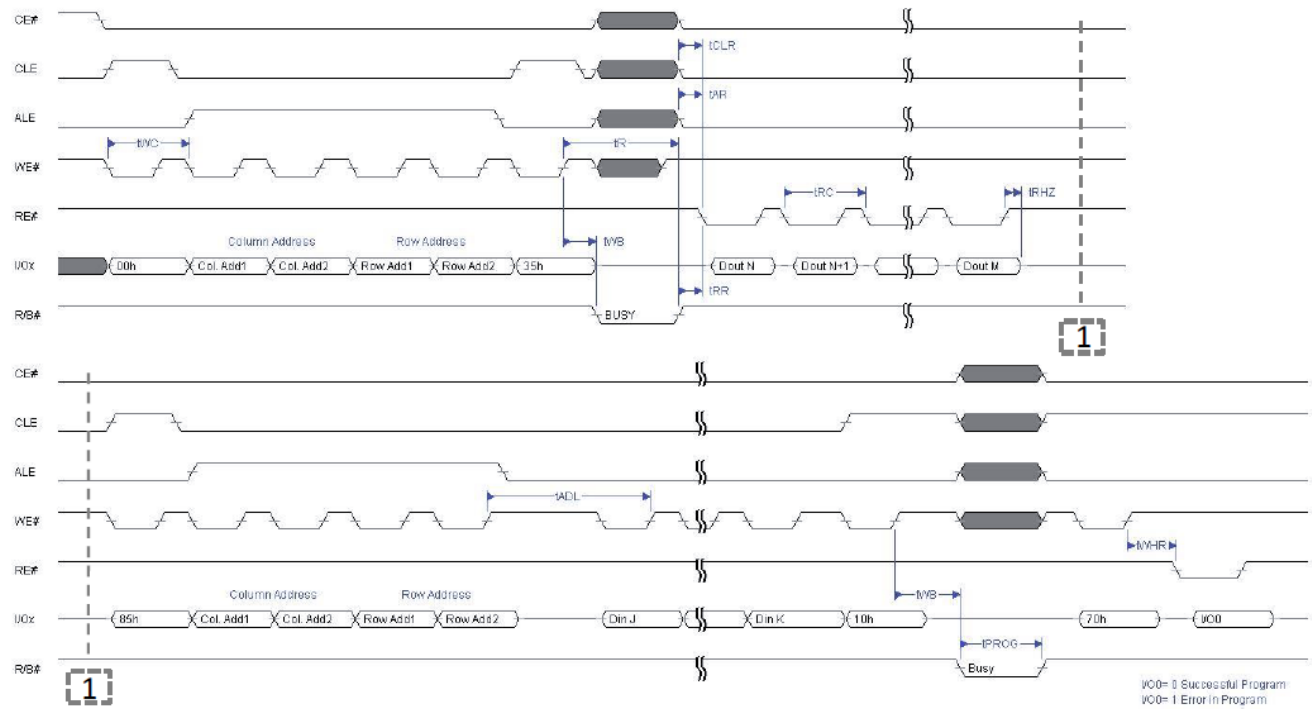 CE#
tCLR
CLE
tAR
ALE
tWC
tR
WE#
tRC
tRHZ
RE#
Column Address Row Address
tWB
I/Ox 00h Col. Add1 Col. Add2 Row Add1 Row Add2 35h Dout N Dout N+1 Dout M
tRR
R/B# BUSY
1
CE#
CLE
ALE
tADL
WE#
tWHR
RE#
Column Address Row Address
tWB
I/Ox 85h Col. Add1 Col. Add2 Row Add1 Row Add2 Din J Din K 10h 70h I/O0
tPROG
R/B# Busy
1
I/O0= 0 Successful Program
I/O0= 1 Error in Program